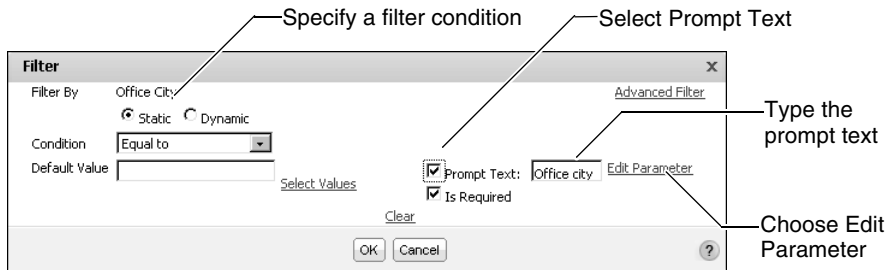 Specify a filter condition
Select Prompt Text
Filter
x
Filter By Office City
Advanced Filter
Static Dynamic
Type the
prompt text
Condition Equal to
Default Value
Select Values
Prompt Text: Office city Edit Parameter
Is Required
Clear
Choose Edit
Parameter
OK Cancel
?